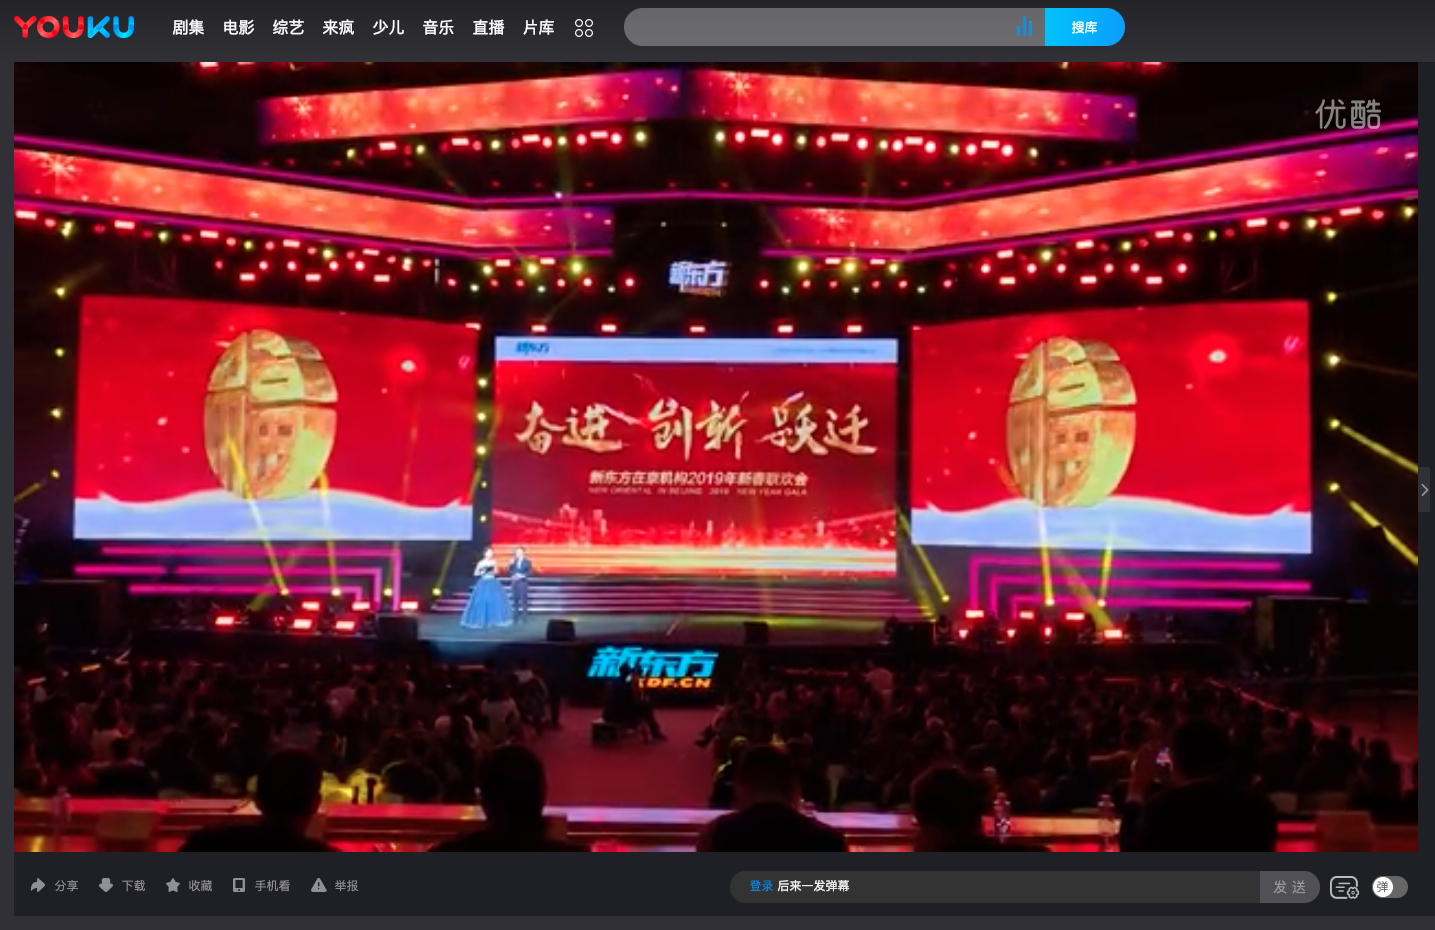 YOUKU
剧集 电影 综艺 来疯 少儿 音乐 直播 片库
搜库
优酷
新东方
新东方
奋进 创新 跃迁
新东方在京机构2019年新春联欢会
NEW ORIENTAL IN BEIJING 2019 NEW YEAR GALA
新东方
XDF.CN
分享 下载 收藏 手机看 举报
登录 后来一发弹幕
发 送
弹